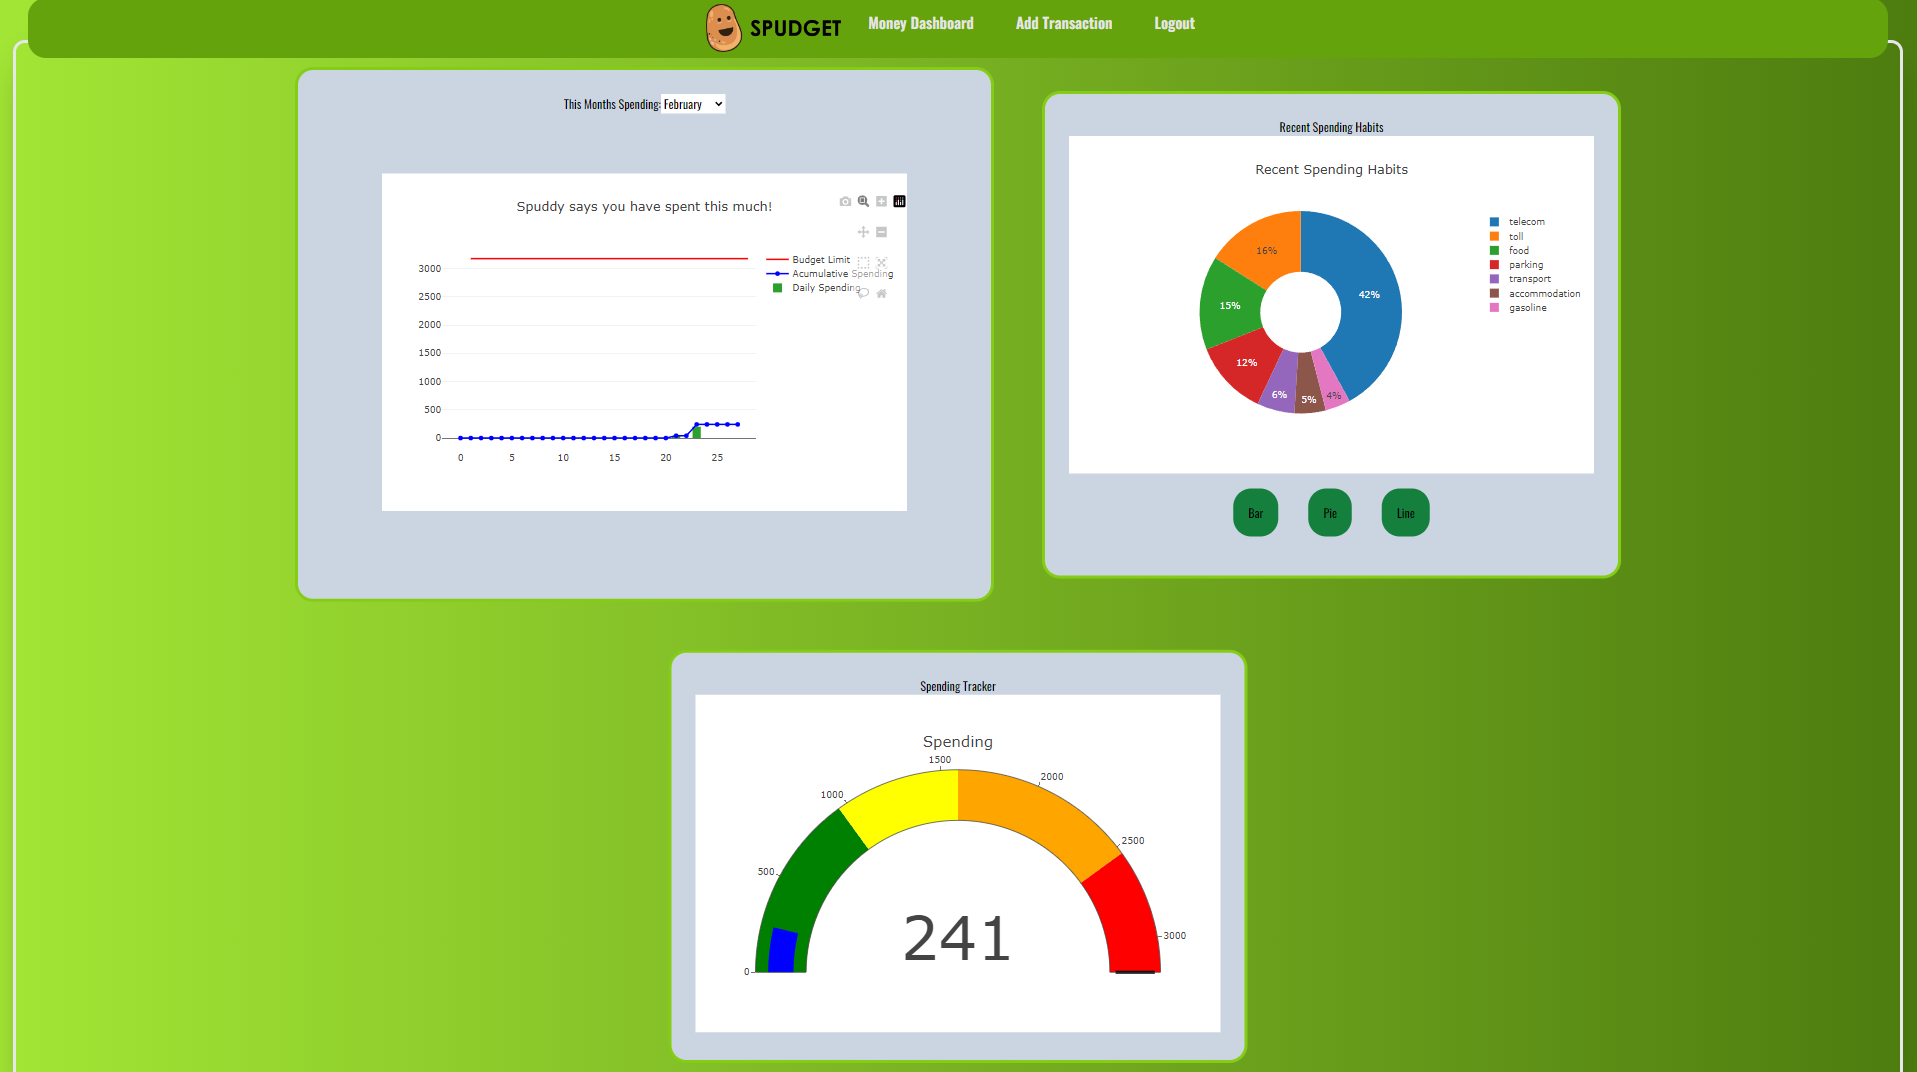 SPUDGET Money Dashboard Add Transaction Logout
This Months Spending: February
Spuddy says you have spent this much!
Budget Limit
Acumulative Spending
Daily Spending
3000
2500
2000
1500
1000
500
0
0 5 10 15 20 25
Recent Spending Habits
Recent Spending Habits
telecom
toll
food
parking
transport
accommodation
gasoline
16%
42%
15%
12%
6%
5%
4%
Bar Pie Line
Spending Tracker
Spending
0
500
1000
1500
2000
2500
3000
241